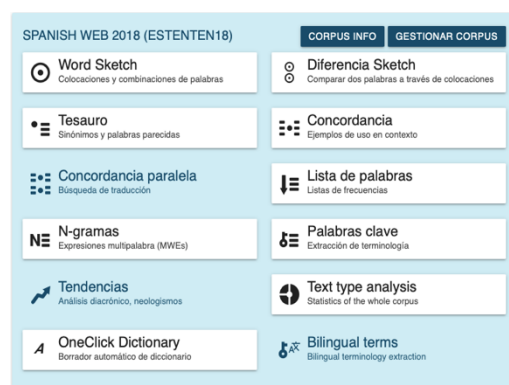 SPANISH WEB 2018 (ESTENTEN18)
CORPUS INFO
GESTIONAR CORPUS
Word Sketch
Colocaciones y combinaciones de palabras
Diferencia Sketch
Comparar dos palabras a través de colocaciones
Tesauro
Sinónimos y palabras parecidas
Concordancia
Ejemplos de uso en contexto
Concordancia paralela
Búsqueda de traducción
Lista de palabras
Listas de frecuencias
N-gramas
Expresiones multipalabra (MWEs)
Palabras clave
Extracción de terminología
Tendencias
Análisis diacrónico, neologismos
Text type analysis
Statistics of the whole corpus
OneClick Dictionary
Borrador automático de diccionario
Bilingual terms
Bilingual terminology extraction